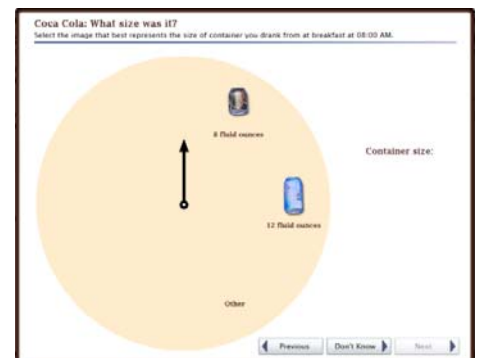 Coca Cola: What size was it?
Select the image that best represents the size of container you drank from at breakfast at 08:00 AM.
8 fluid ounces
Container size:
12 fluid ounces
Other
Previous
Don't Know
Next